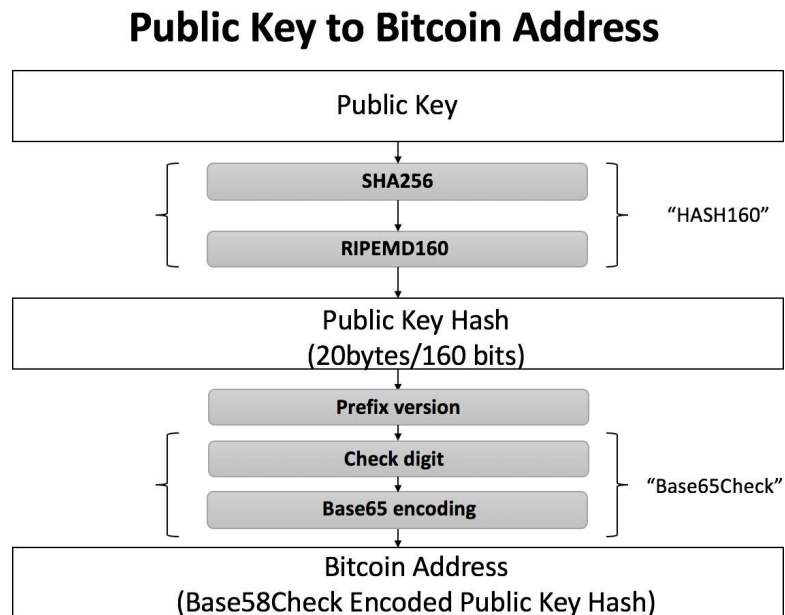 Public Key to Bitcoin Address
Public Key
SHA256
“HASH160”
RIPEMD160
Public Key Hash
(20bytes/160 bits)
Prefix version
Check digit
“Base65Check”
Base65 encoding
Bitcoin Address
(Base58Check Encoded Public Key Hash)